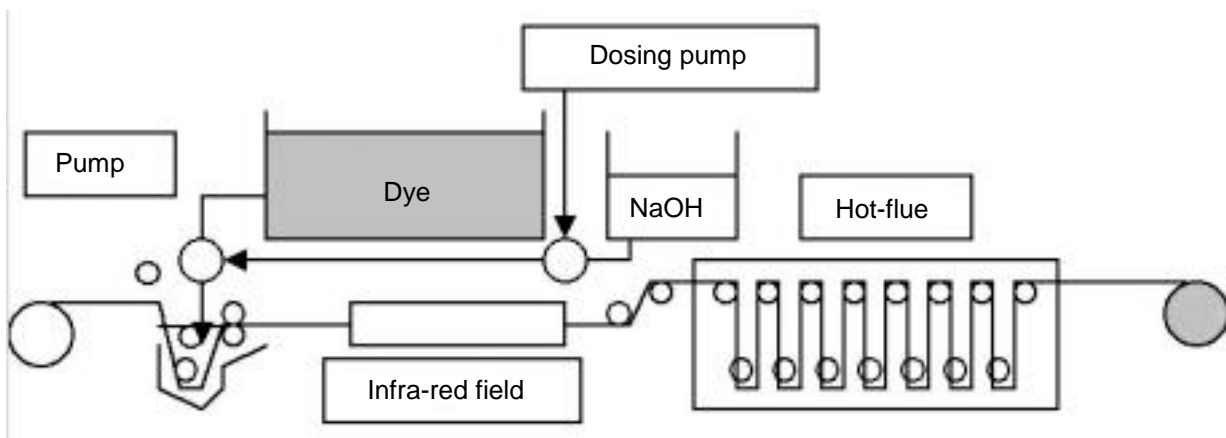 Dosing pump
Pump
Dye
NaOH
Hot-flue
Infra-red field